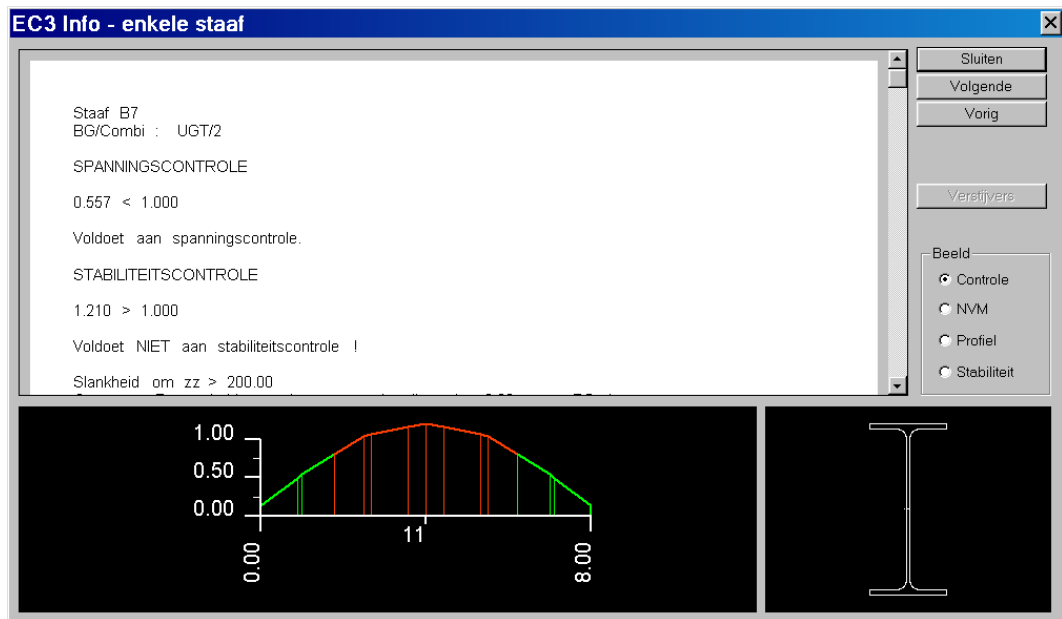 EC3 Info - enkele staaf
Staaf B7
BG/Combi : UGT/2
SPANNINGSCONTROLE
0.557 < 1.000
Voldoet aan spanningscontrole.
STABILITEITSCONTROLE
1.210 > 1.000
Voldoet NIET aan stabiliteitscontrole !
Slankheid om zz > 200.00
Sluiten
Volgende
Vorig
Verstijvers
Beeld
Controle
NVM
Profiel
Stabiliteit
1.00
0.50
0.00
11
0.00
8.00